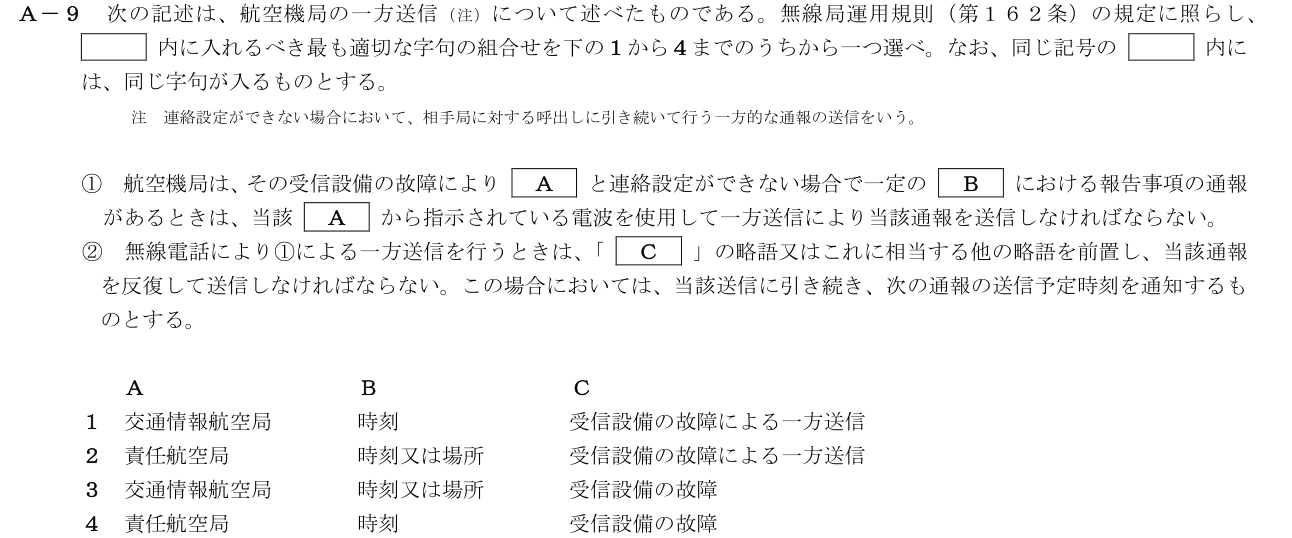 A－9　次の記述は、航空機局の一方送信（注）について述べたものである。無線局運用規則（第１６２条）の規定に照らし、
内に入れるべき最も適切な字句の組合せを下の1から4までのうちから一つ選べ。なお、同じ記号の　　内に
は、同じ字句が入るものとする。
注　連絡設定ができない場合において、相手局に対する呼出しに引き続いて行う一方的な通報の送信をいう。
①　航空機局は、その受信設備の故障により A と連絡設定ができない場合で一定の B における報告事項の通報
があるときは、当該 A から指示されている電波を使用して一方送信により当該通報を送信しなければならない。
②　無線電話により①による一方送信を行うときは、「 C 」の略語又はこれに相当する他の略語を前置し、当該通報
を反復して送信しなければならない。この場合においては、当該送信に引き続き、次の通報の送信予定時刻を通知するも
のとする。
A　B　C
1　交通情報航空局　時刻　受信設備の故障による一方送信
2　責任航空局　時刻又は場所　受信設備の故障による一方送信
3　交通情報航空局　時刻又は場所　受信設備の故障
4　責任航空局　時刻　受信設備の故障